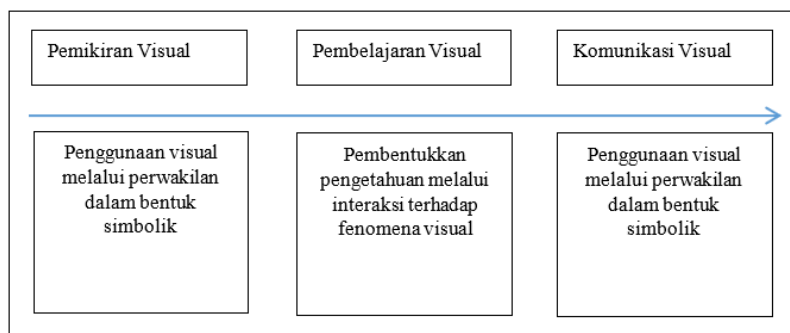 Pemikiran Visual
Pembelajaran Visual
Komunikasi Visual
Penggunaan visual
melalui perwakilan
dalam bentuk
simbolik
Pembentukkan
pengetahuan melalui
interaksi terhadap
fenomena visual
Penggunaan visual
melalui perwakilan
dalam bentuk
simbolik